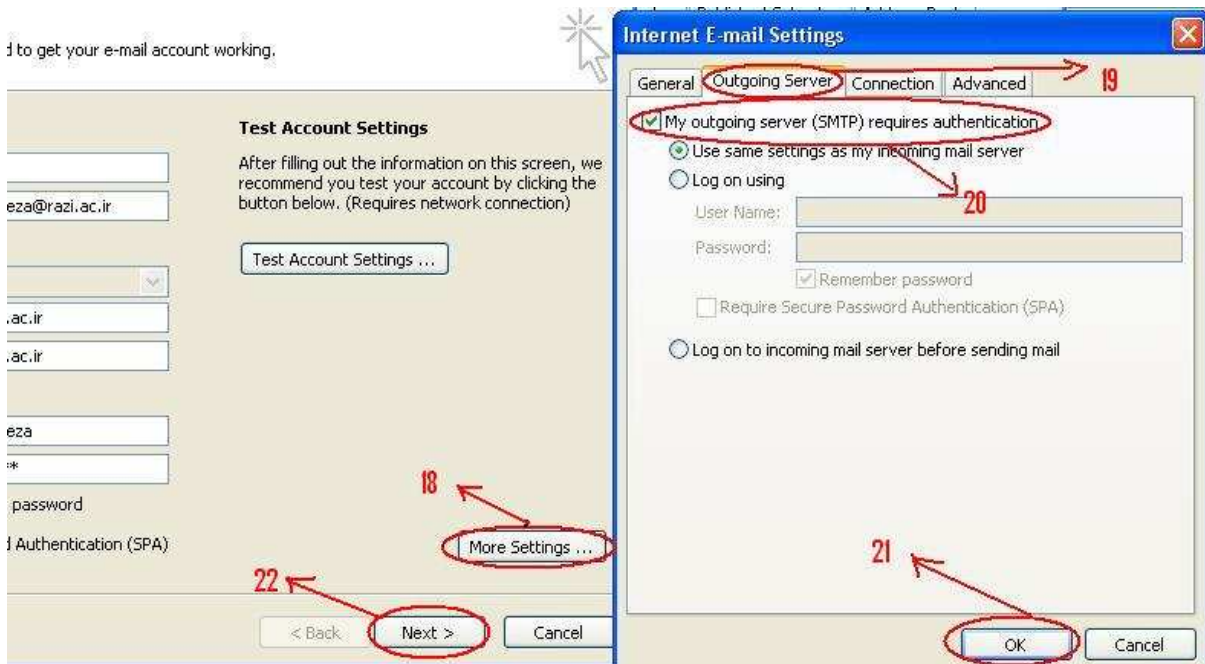 d to get your e-mail account working.
Test Account Settings
After filling out the information on this screen, we
recommend you test your account by clicking the
button below. (Requires network connection)
eza@razi.ac.ir
Test Account Settings ...
.ac.ir
.ac.ir
eza
**
password
d Authentication (SPA)
18
More Settings ...
22
< Back
Next >
Cancel
Internet E-mail Settings
General
Outgoing Server
Connection
Advanced
19
My outgoing server (SMTP) requires authentication
Use same settings as my incoming mail server
Log on using
20
User Name:
Password:
Remember password
Require Secure Password Authentication (SPA)
Log on to incoming mail server before sending mail
21
OK
Cancel